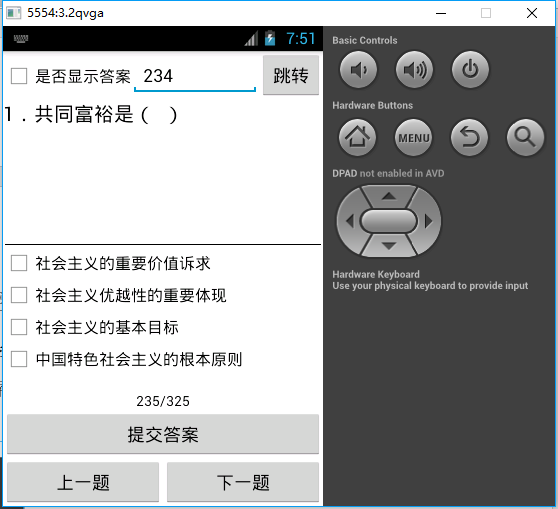 5554:3.2qvga
7:51
是否显示答案 234 跳转
1．共同富裕是（　）
社会主义的重要价值诉求
社会主义优越性的重要体现
社会主义的基本目标
中国特色社会主义的根本原则
235/325
提交答案
上一题 下一题
Basic Controls
Hardware Buttons
MENU
DPAD not enabled in AVD
Hardware Keyboard
Use your physical keyboard to provide input